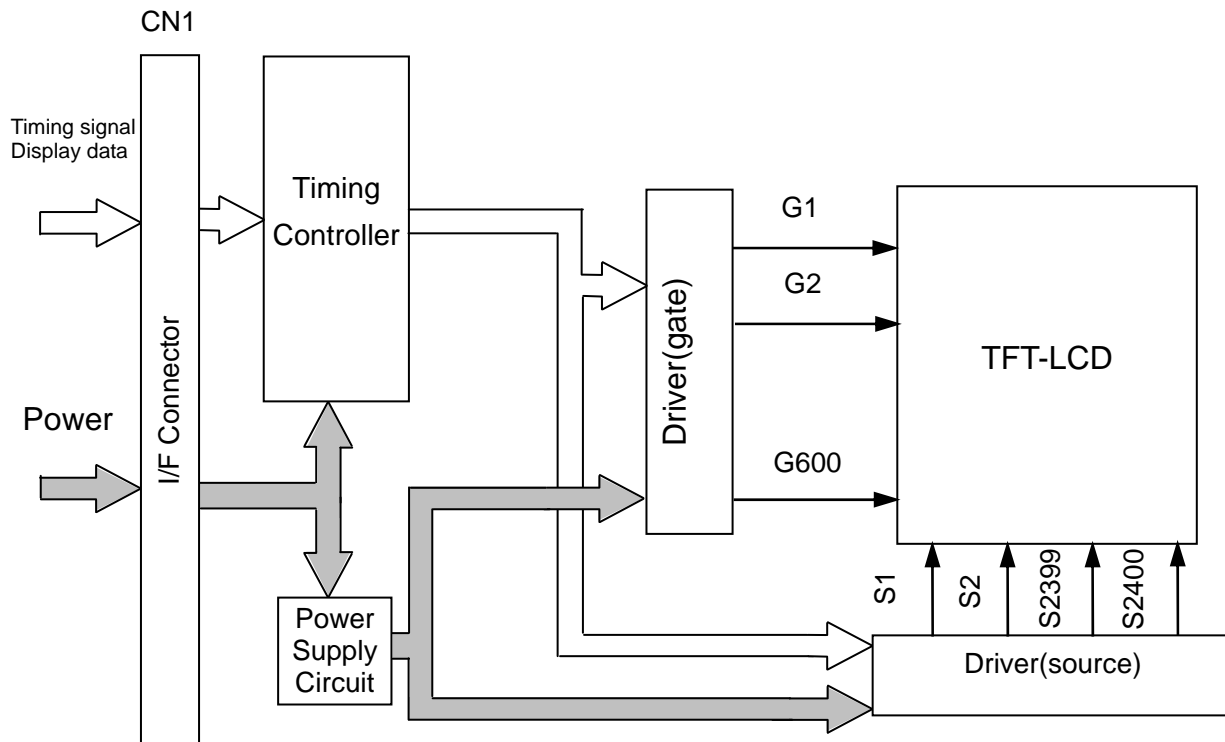 CN1
Timing signal
Display data
Timing
Controller
G1
G2
TFT-LCD
Driver(gate)
I/F Connector
Power
G600
S1
S2
S2399
S2400
Power
Supply
Circuit
Driver(source)